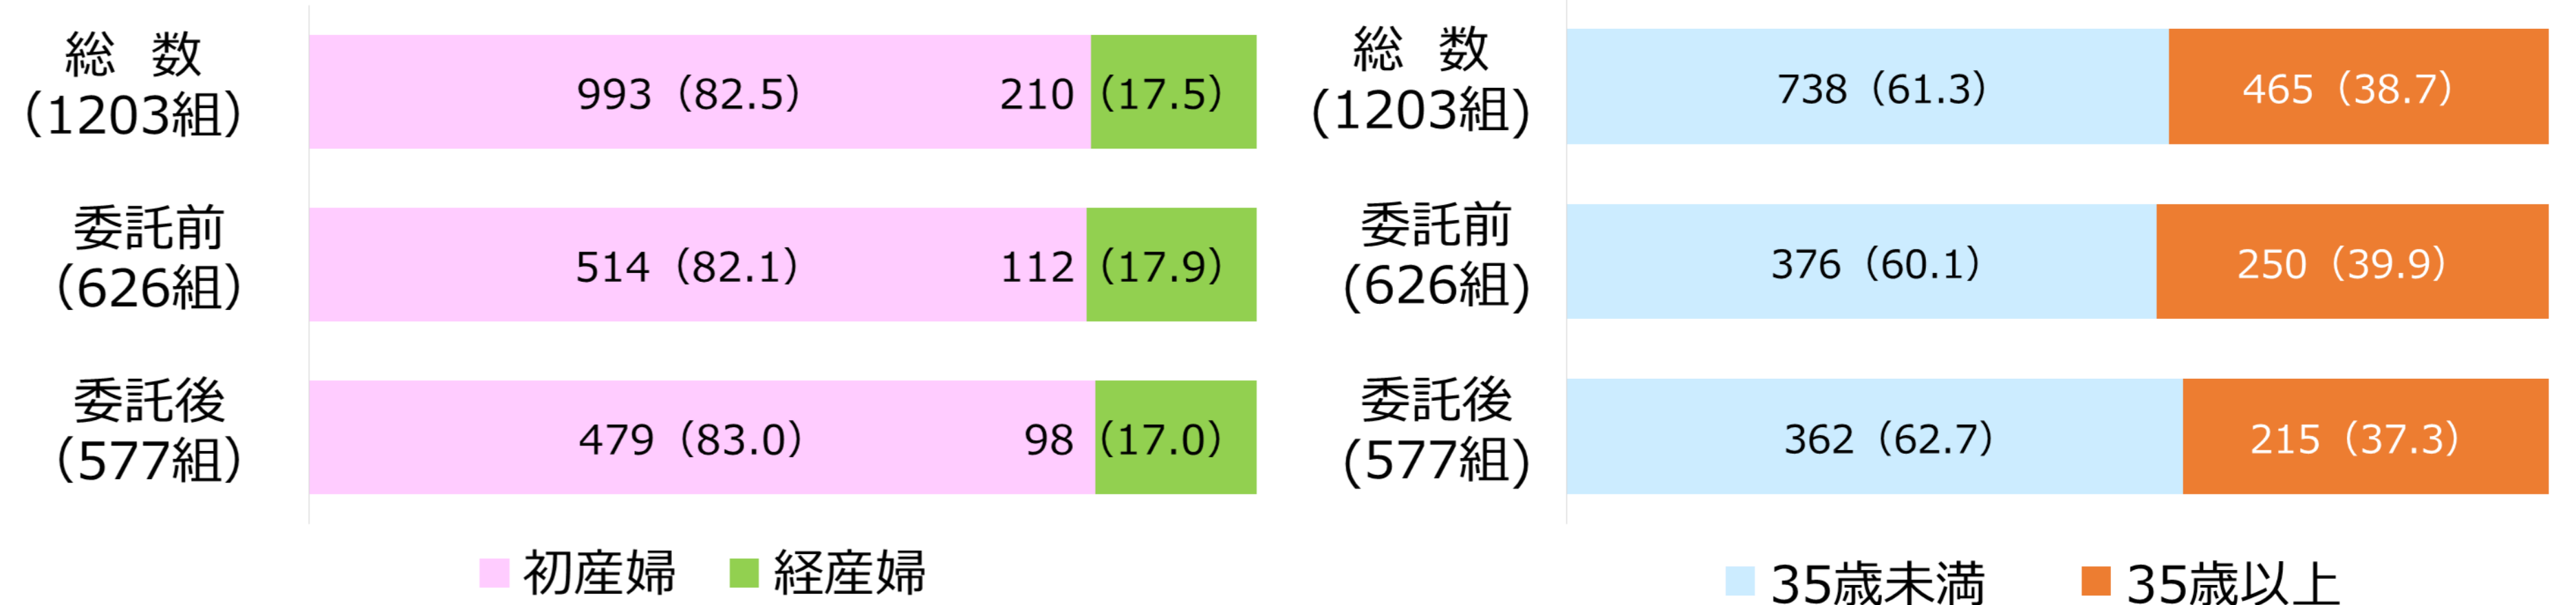 総 数
（1203組）
993（82.5）
210（17.5）
委託前
（626組）
514（82.1）
112（17.9）
委託後
（577組）
479（83.0）
98（17.0）
初産婦
経産婦
総 数
(1203組)
738（61.3）
465（38.7）
委託前
(626組)
376（60.1）
250（39.9）
委託後
(577組)
362（62.7）
215（37.3）
35歳未満
35歳以上